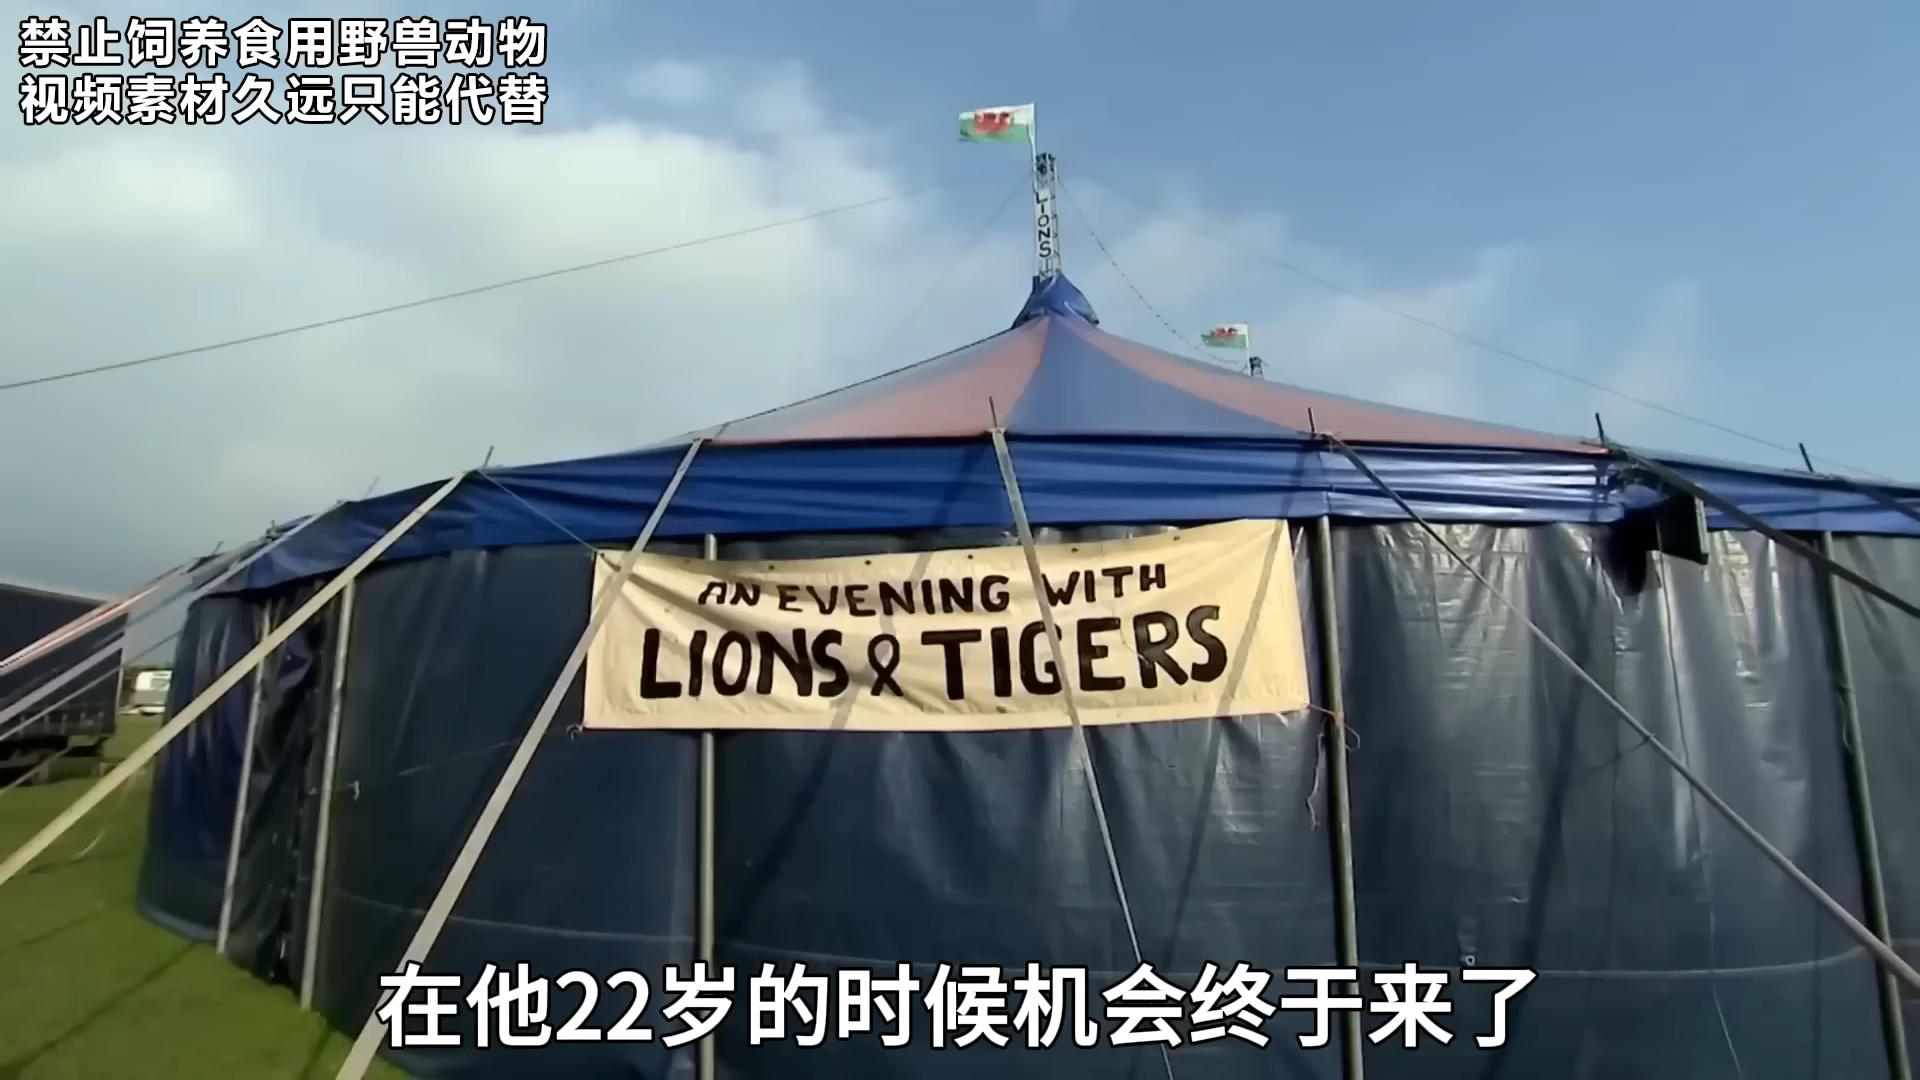 禁止饲养食用野兽动物
视频素材久远只能代替
LIONS
AN EVENING WITH
LIONS & TIGERS
在他22岁的时候机会终于来了